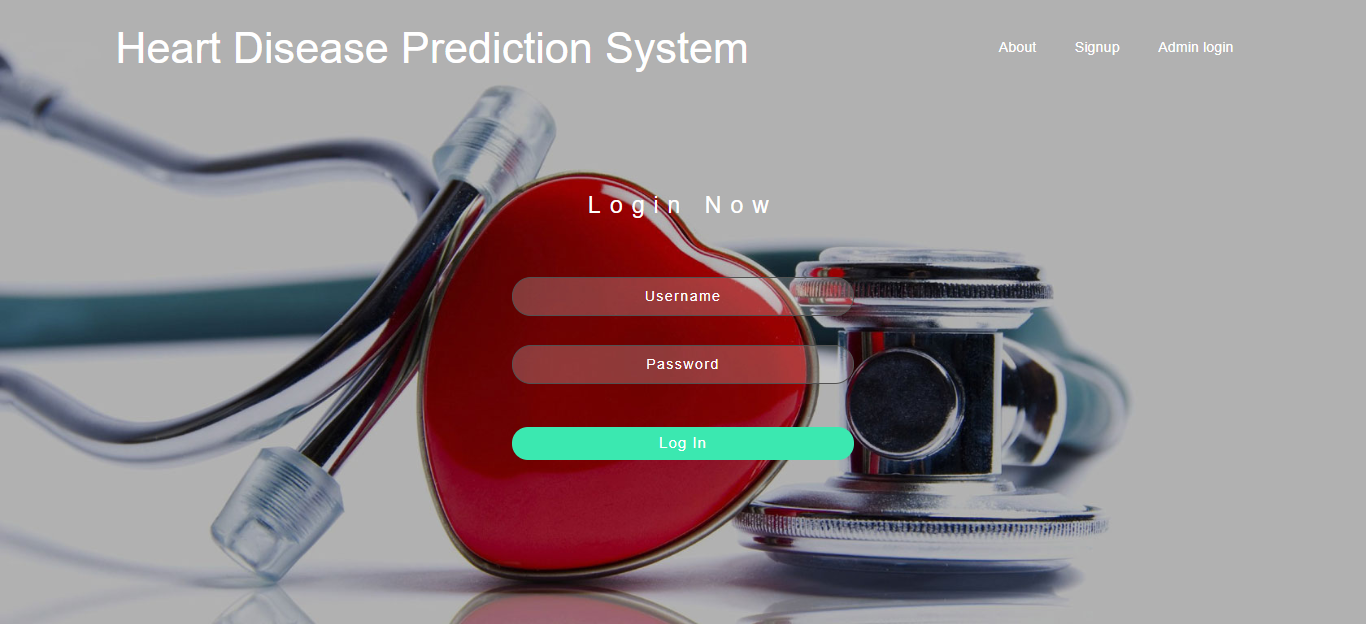 Heart Disease Prediction System
About Signup Admin login
Login Now
Username
Password
Log In